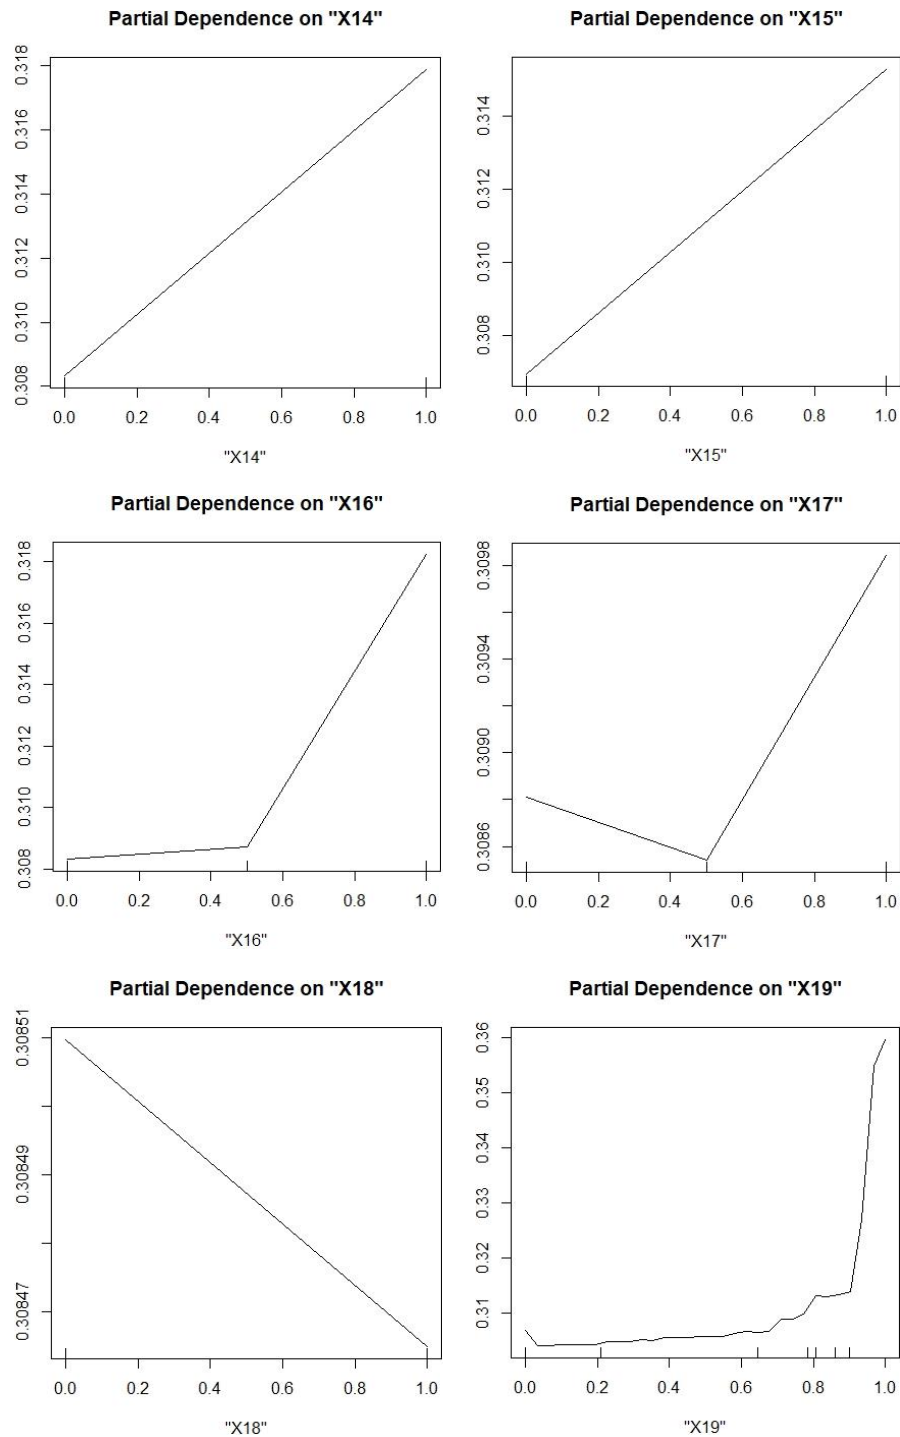 Partial Dependence on "X14"
0.318
0.316
0.314
0.312
0.310
0.308
0.0 0.2 0.4 0.6 0.8 1.0
"X14"
Partial Dependence on "X15"
0.314
0.312
0.310
0.308
0.0 0.2 0.4 0.6 0.8 1.0
"X15"
Partial Dependence on "X16"
0.318
0.316
0.314
0.312
0.310
0.308
0.0 0.2 0.4 0.6 0.8 1.0
"X16"
Partial Dependence on "X17"
0.3098
0.3094
0.3090
0.3086
0.0 0.2 0.4 0.6 0.8 1.0
"X17"
Partial Dependence on "X18"
0.30851
0.30849
0.30847
0.0 0.2 0.4 0.6 0.8 1.0
"X18"
Partial Dependence on "X19"
0.36
0.35
0.34
0.33
0.32
0.31
0.0 0.2 0.4 0.6 0.8 1.0
"X19"